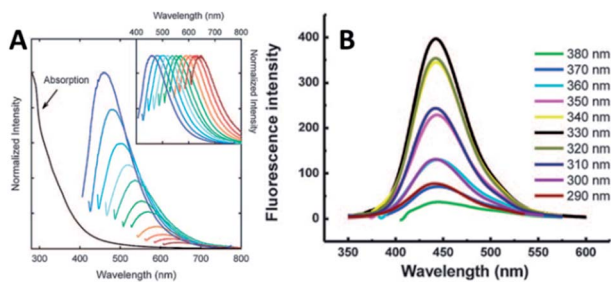 A
Wavelength (nm)
400 500 600 700 800
Normalized Intensity
Absorption
Normalized Intensity
300 400 500 600 700 800
Wavelength (nm)
B
Fluorescence intensity
400
300
200
100
0
350 400 450 500 550 600
Wavelength (nm)
380 nm
370 nm
360 nm
350 nm
340 nm
330 nm
320 nm
310 nm
300 nm
290 nm